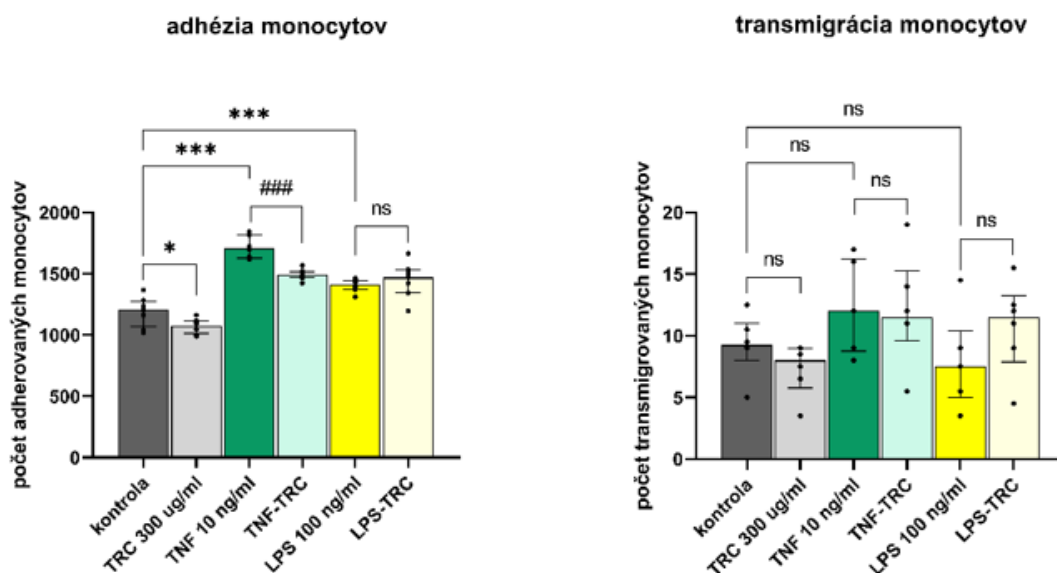 adhézia monocytov
***
***
###
ns
*
počet adherovaných monocytov
2000
1500
1000
500
0
kontrola
TRC 300 ug/ml
TNF 10 ng/ml
TNF-TRC
LPS 100 ng/ml
LPS-TRC
transmigrácia monocytov
ns
ns
ns
ns
ns
počet transmigrovaných monocytov
20
15
10
5
0
kontrola
TRC 300 ug/ml
TNF 10 ng/ml
TNF-TRC
LPS 100 ng/ml
LPS-TRC